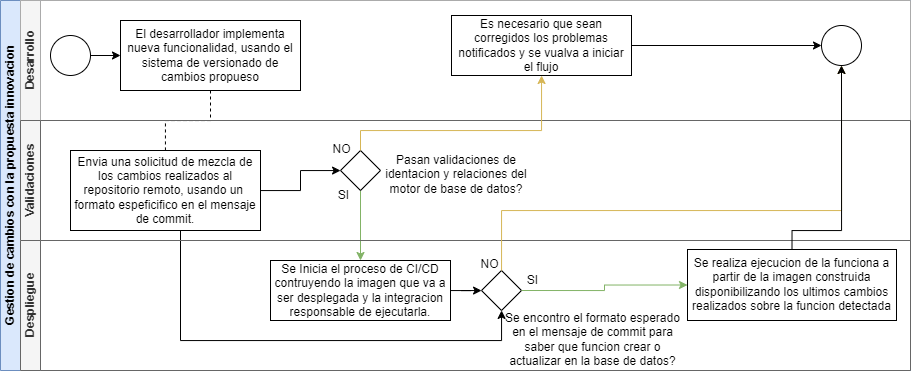 Gestion de cambios con la propuesta innovacion
Desarrollo
El desarrollador implementa
nueva funcionalidad, usando el
sistema de versionado de
cambios propueso
Es necesario que sean
corregidos los problemas
notificados y se vuelva a iniciar
el flujo
Validaciones
Envia una solicitud de mezcla de
los cambios realizados al
repositorio remoto, usando un
formato espeficifico en el mensaje
de commit.
NO
SI
Pasan validaciones de
identacion y relaciones del
motor de base de datos?
Despliegue
Se Inicia el proceso de CI/CD
contruyendo la imagen que va a
ser desplegada y la integracion
responsable de ejecutarla.
NO
SI
Se encontro el formato esperado
en el mensaje de commit para
saber que funcion crear o
actualizar en la base de datos?
Se realiza ejecucion de la funciona a
partir de la imagen construida
disponibilizando los ultimos cambios
realizados sobre la funcion detectada